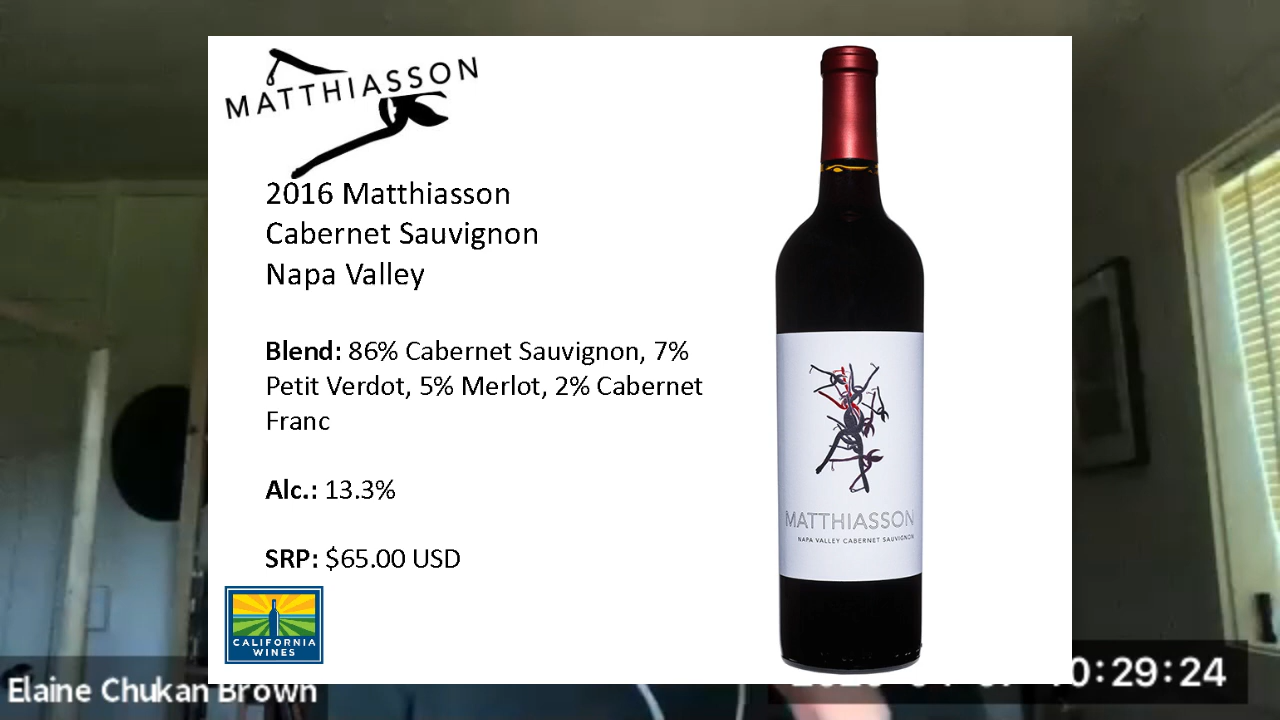 MATTHIASSON
2016 Matthiasson
Cabernet Sauvignon
Napa Valley
Blend: 86% Cabernet Sauvignon, 7%
Petit Verdot, 5% Merlot, 2% Cabernet
Franc
Alc.: 13.3%
SRP: $65.00 USD
CALIFORNIA
WINES
MATTHIASSON
NAPA VALLEY CABERNET SAUVIGNON
Elaine Chukan Brown
0:29:24